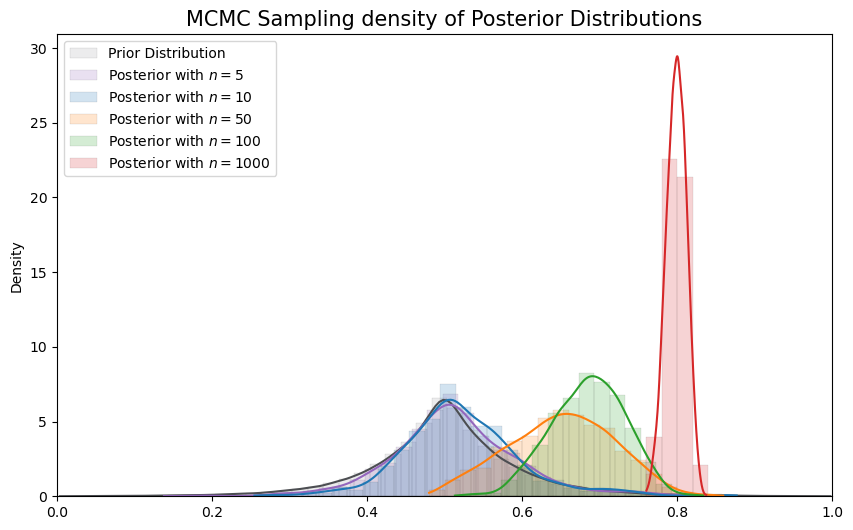 MCMC Sampling density of Posterior Distributions
Prior Distribution
Posterior with n = 5
Posterior with n = 10
Posterior with n = 50
Posterior with n = 100
Posterior with n = 1000
Density
30
25
20
15
10
5
0
0.0 0.2 0.4 0.6 0.8 1.0